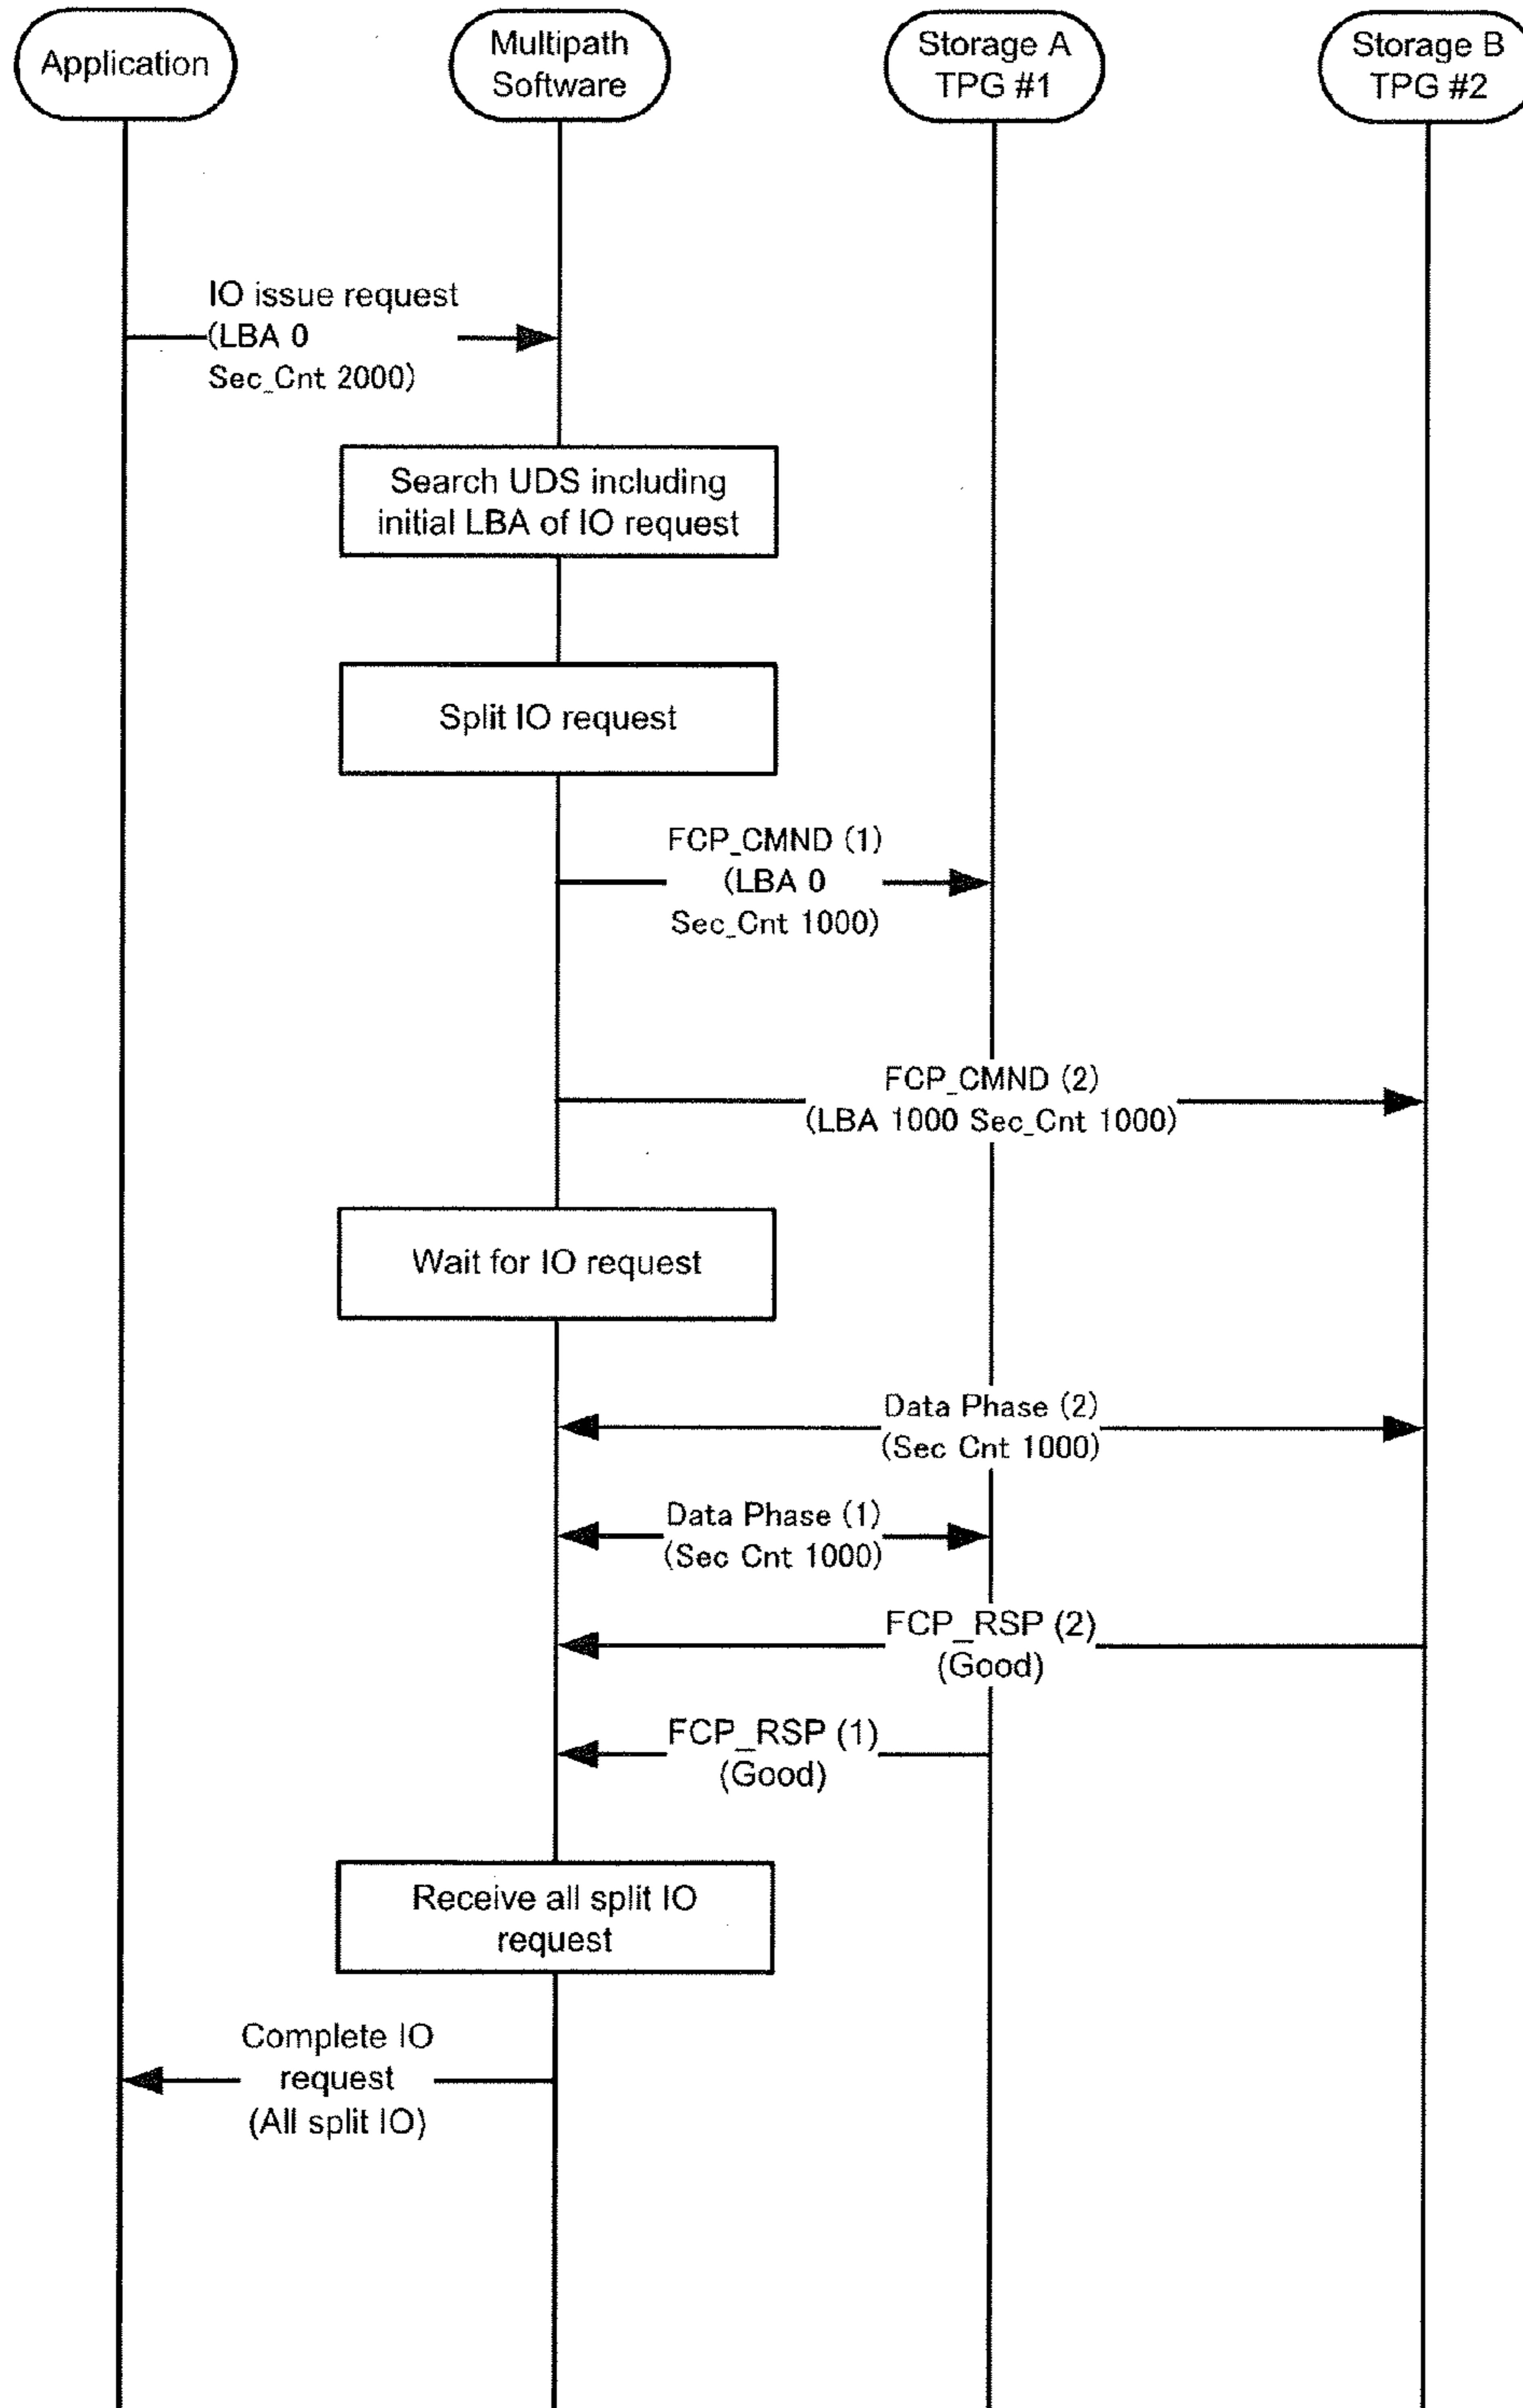 Application
Multipath
Software
Storage A
TPG #1
Storage B
TPG #2
IO issue request
(LBA 0
Sec_Cnt 2000)
Search UDS including
initial LBA of IO request
Split IO request
FCP_CMND (1)
(LBA 0
Sec_Cnt 1000)
FCP_CMND (2)
(LBA 1000 Sec_Cnt 1000)
Wait for IO request
Data Phase (2)
(Sec Cnt 1000)
Data Phase (1)
(Sec Cnt 1000)
FCP_RSP (2)
(Good)
FCP_RSP (1)
(Good)
Receive all split IO
request
Complete IO
request
(All split IO)